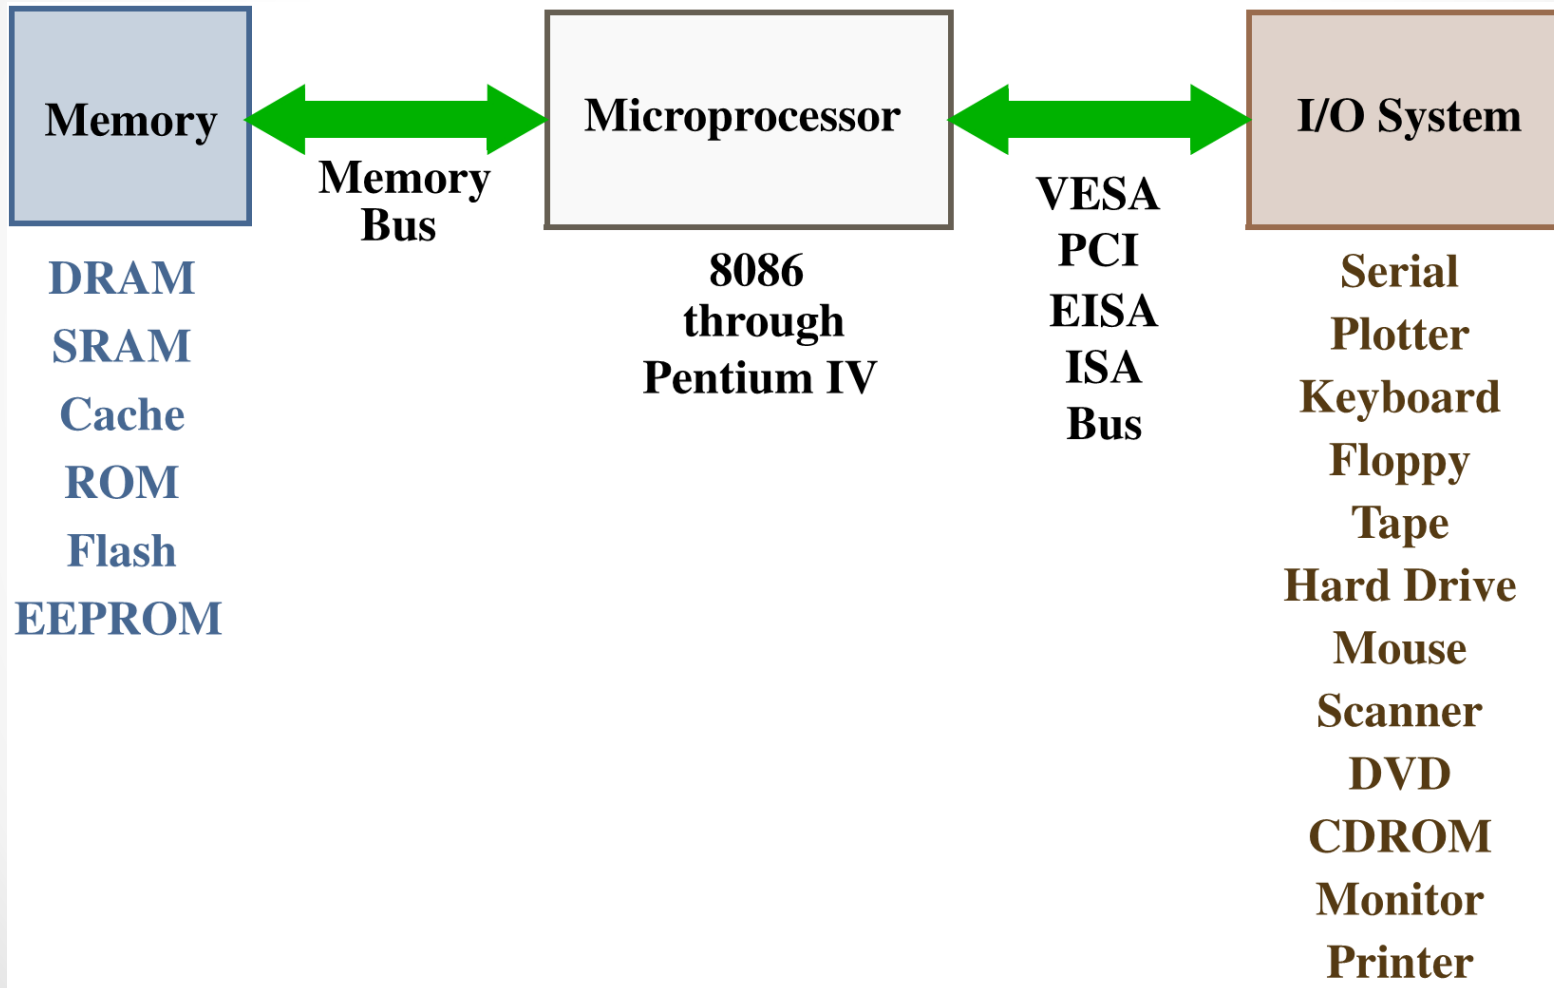 Memory
Memory
Bus
DRAM
SRAM
Cache
ROM
Flash
EEPROM
Microprocessor
8086
through
Pentium IV
VESA
PCI
EISA
ISA
Bus
I/O System
Serial
Plotter
Keyboard
Floppy
Tape
Hard Drive
Mouse
Scanner
DVD
CDROM
Monitor
Printer